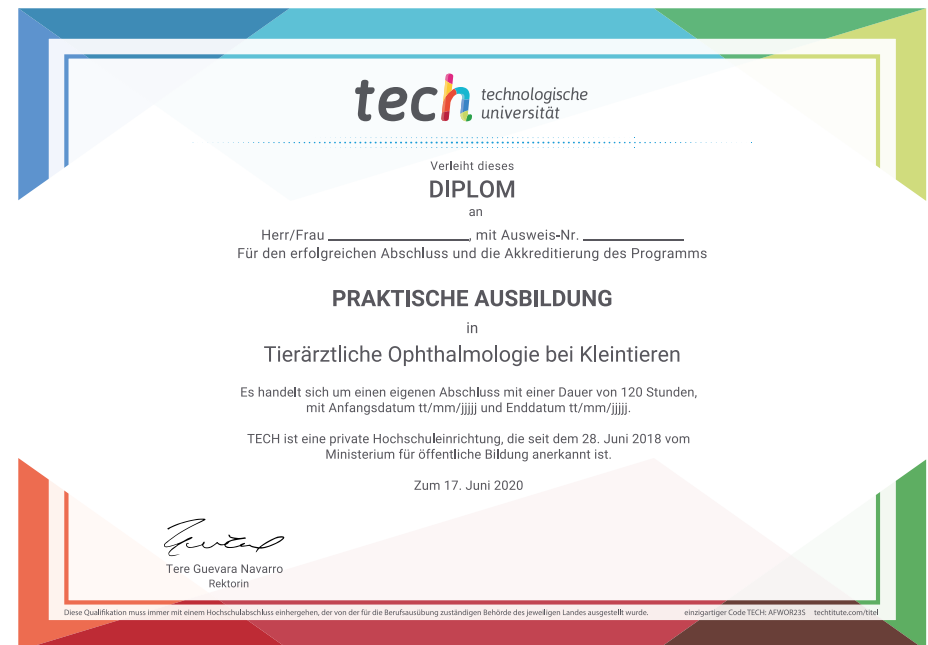 tech technologische
universität
Verleiht dieses
DIPLOM
an
Herr/Frau ____________________, mit Ausweis-Nr. ______________
Für den erfolgreichen Abschluss und die Akkreditierung des Programms
PRAKTISCHE AUSBILDUNG
in
Tierärztliche Ophthalmologie bei Kleintieren
Es handelt sich um einen eigenen Abschluss mit einer Dauer von 120 Stunden,
mit Anfangsdatum tt/mm/jjjjj und Enddatum tt/mm/jjjjj.
TECH ist eine private Hochschuleinrichtung, die seit dem 28. Juni 2018 vom
Ministerium für öffentliche Bildung anerkannt ist.
Zum 17. Juni 2020
Tere Guevara Navarro
Rektorin
Diese Qualifikation muss immer mit einem Hochschulabschluss einhergehen, der von der für die Berufsausübung zuständigen Behörde des jeweiligen Landes ausgestellt wurde. einzigartiger Code TECH: AFWOR23S techtitute.com/titel